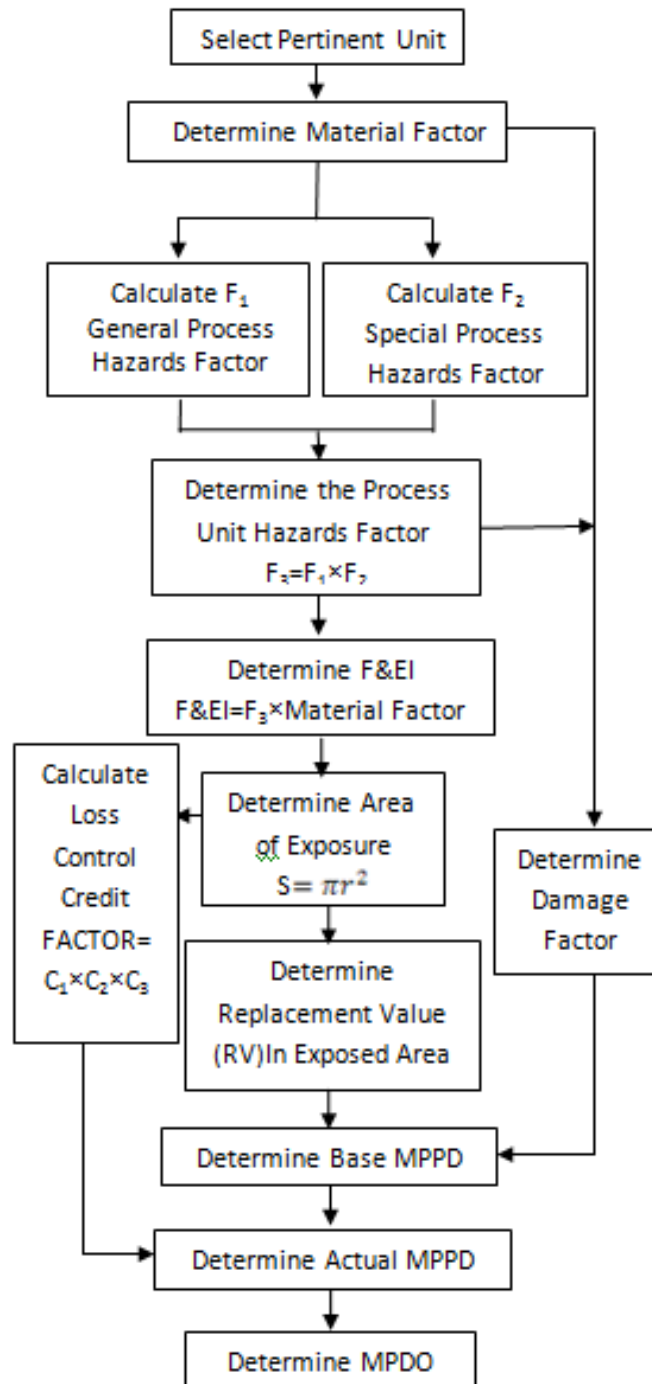 Select Pertinent Unit
Determine Material Factor
Calculate F₁
General Process
Hazards Factor
Calculate F₂
Special Process
Hazards Factor
Determine the Process
Unit Hazards Factor
F₃=F₁×F₂
Determine F&EI
F&EI=F₃×Material Factor
Calculate
Loss
Control
Credit
FACTOR=
C₁×C₂×C₃
Determine Area
of Exposure
S= πr²
Determine
Damage
Factor
Determine
Replacement Value
(RV)In Exposed Area
Determine Base MPPD
Determine Actual MPPD
Determine MPDO